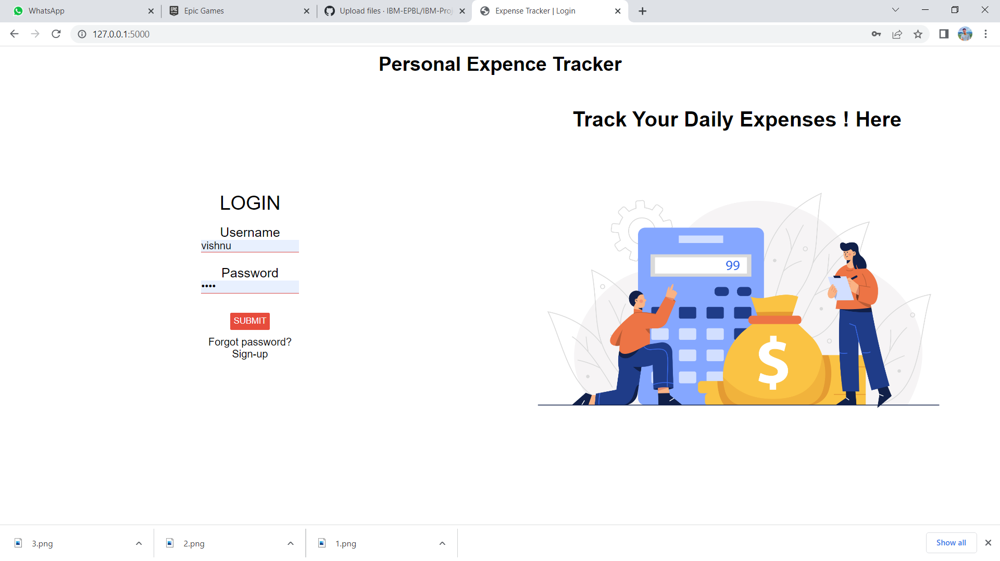 WhatsApp
Epic Games
Upload files · IBM-EPBL/IBM-Proj
Expense Tracker | Login
127.0.0.1:5000
Personal Expence Tracker
Track Your Daily Expenses ! Here
LOGIN
Username
vishnu
Password
••••
SUBMIT
Forgot password?
Sign-up
99
$
3.png
2.png
1.png
Show all